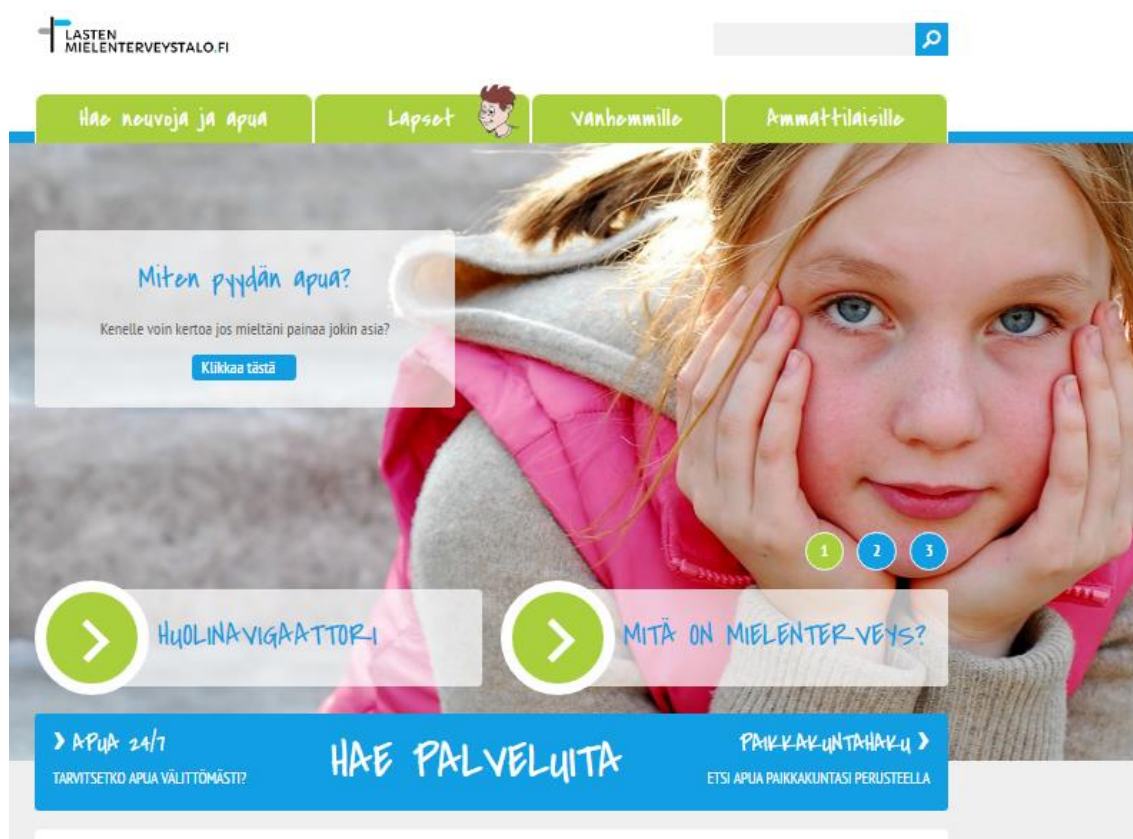 LASTEN
MIELENTERVEYSTALO.FI
Hae neuvoja ja apua
Lapset
Vanhemmille
Ammattilaisille
Miten pyydän apua?
Kenelle voin kertoa jos mieltäni painaa jokin asia?
Klikkaa tästä
1 2 3
HUOLINAVIGAATTORI
MITÄ ON MIELENTERVEYS?
APUA 24/7
TARVITSETKO APUA VÄLITTÖMÄSTI?
HAE PALVELUITA
PAIKKAKUNTAHAKU
ETSI APUA PAIKKAKUNTASI PERUSTEELLA